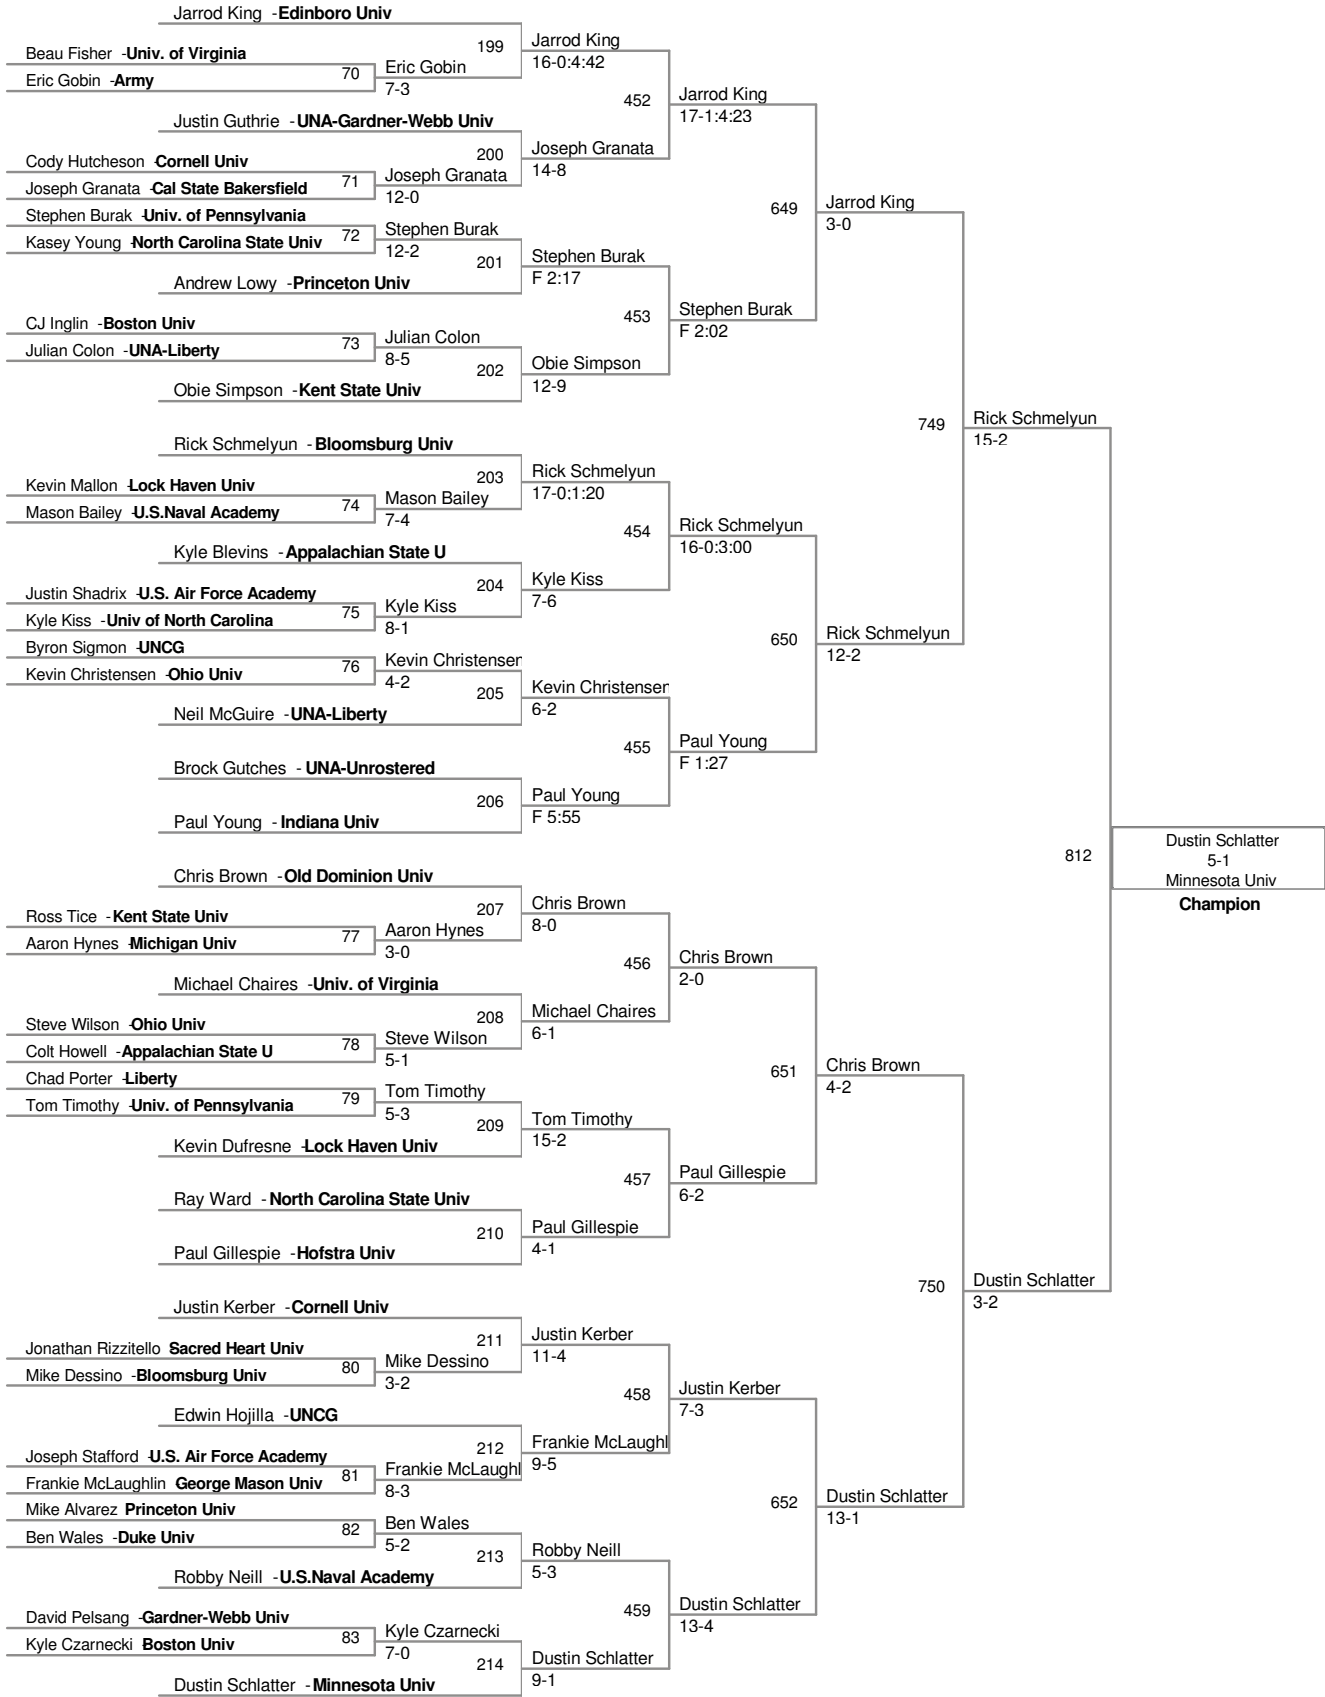 Jarrod King - Edinboro Univ
199
Jarrod King
16-0:4:42
Beau Fisher - Univ. of Virginia
70
Eric Gobin
7-3
Eric Gobin - Army
452
Jarrod King
17-1:4:23
Justin Guthrie - UNA-Gardner-Webb Univ
200
Joseph Granata
14-8
Cody Hutcheson - Cornell Univ
71
Joseph Granata
12-0
Joseph Granata - Cal State Bakersfield
649
Jarrod King
3-0
Stephen Burak - Univ. of Pennsylvania
72
Stephen Burak
12-2
Kasey Young - North Carolina State Univ
201
Stephen Burak
F 2:17
Andrew Lowy - Princeton Univ
453
Stephen Burak
F 2:02
CJ Inglin - Boston Univ
73
Julian Colon
8-5
Julian Colon - UNA-Liberty
202
Obie Simpson
12-9
Obie Simpson - Kent State Univ
749
Rick Schmelyun
15-2
Rick Schmelyun - Bloomsburg Univ
203
Rick Schmelyun
17-0:1:20
Kevin Mallon - Lock Haven Univ
74
Mason Bailey
7-4
Mason Bailey - U.S.Naval Academy
454
Rick Schmelyun
16-0:3:00
Kyle Blevins - Appalachian State U
204
Kyle Kiss
7-6
Justin Shadrix - U.S. Air Force Academy
75
Kyle Kiss
8-1
Kyle Kiss - Univ of North Carolina
650
Rick Schmelyun
12-2
Byron Sigmon - UNCG
76
Kevin Christensen
4-2
Kevin Christensen - Ohio Univ
205
Kevin Christensen
6-2
Neil McGuire - UNA-Liberty
455
Paul Young
F 1:27
Brock Gutches - UNA-Unrostered
206
Paul Young
F 5:55
Paul Young - Indiana Univ
812
Dustin Schlatter
5-1
Minnesota Univ
Champion
Chris Brown - Old Dominion Univ
207
Chris Brown
8-0
Ross Tice - Kent State Univ
77
Aaron Hynes
3-0
Aaron Hynes - Michigan Univ
456
Chris Brown
2-0
Michael Chaires - Univ. of Virginia
208
Michael Chaires
6-1
Steve Wilson - Ohio Univ
78
Steve Wilson
5-1
Colt Howell - Appalachian State U
651
Chris Brown
4-2
Chad Porter - Liberty
79
Tom Timothy
5-3
Tom Timothy - Univ. of Pennsylvania
209
Tom Timothy
15-2
Kevin Dufresne - Lock Haven Univ
457
Paul Gillespie
6-2
Ray Ward - North Carolina State Univ
210
Paul Gillespie
4-1
Paul Gillespie - Hofstra Univ
750
Dustin Schlatter
3-2
Justin Kerber - Cornell Univ
211
Justin Kerber
11-4
Jonathan Rizzitello Sacred Heart Univ
80
Mike Dessino
3-2
Mike Dessino - Bloomsburg Univ
458
Justin Kerber
7-3
Edwin Hojilla - UNCG
212
Frankie McLaughl
9-5
Joseph Stafford - U.S. Air Force Academy
81
Frankie McLaughl
8-3
Frankie McLaughlin George Mason Univ
652
Dustin Schlatter
13-1
Mike Alvarez Princeton Univ
82
Ben Wales
5-2
Ben Wales - Duke Univ
213
Robby Neill
5-3
Robby Neill - U.S.Naval Academy
459
Dustin Schlatter
13-4
David Pelsang - Gardner-Webb Univ
83
Kyle Czarnecki
7-0
Kyle Czarnecki Boston Univ
214
Dustin Schlatter
9-1
Dustin Schlatter - Minnesota Univ